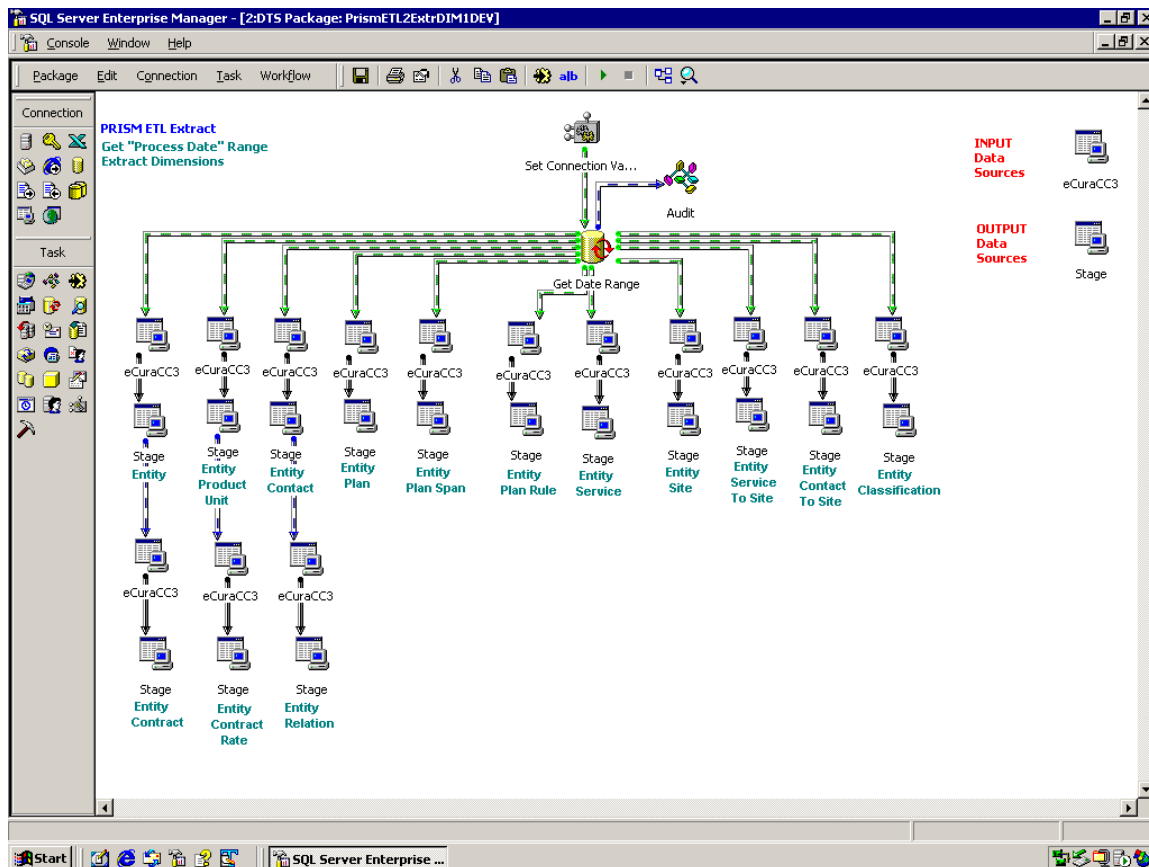 SQL Server Enterprise Manager - [2:DTS Package: PrismETL2ExtrDIM1DEV]
Console Window Help
Package Edit Connection Task Workflow a|b
Connection
Task
PRISM ETL Extract
Get "Process Date" Range
Extract Dimensions
Set Connection Va...
Audit
Get Date Range
INPUT
Data
Sources
eCuraCC3
OUTPUT
Data
Sources
Stage
eCuraCC3 eCuraCC3 eCuraCC3 eCuraCC3 eCuraCC3 eCuraCC3 eCuraCC3 eCuraCC3 eCuraCC3 eCuraCC3 eCuraCC3
Stage Stage Stage Stage Stage Stage Stage Stage Stage Stage Stage
Entity
Entity
Product
Unit
Entity
Contact
Entity
Plan
Entity
Plan Span
Entity
Plan Rule
Entity
Service
Entity
Site
Entity
Service
To Site
Entity
Contact
To Site
Entity
Classification
eCuraCC3 eCuraCC3 eCuraCC3
Stage Stage Stage
Entity
Contract
Entity
Contract
Rate
Entity
Relation
Start SQL Server Enterprise ...